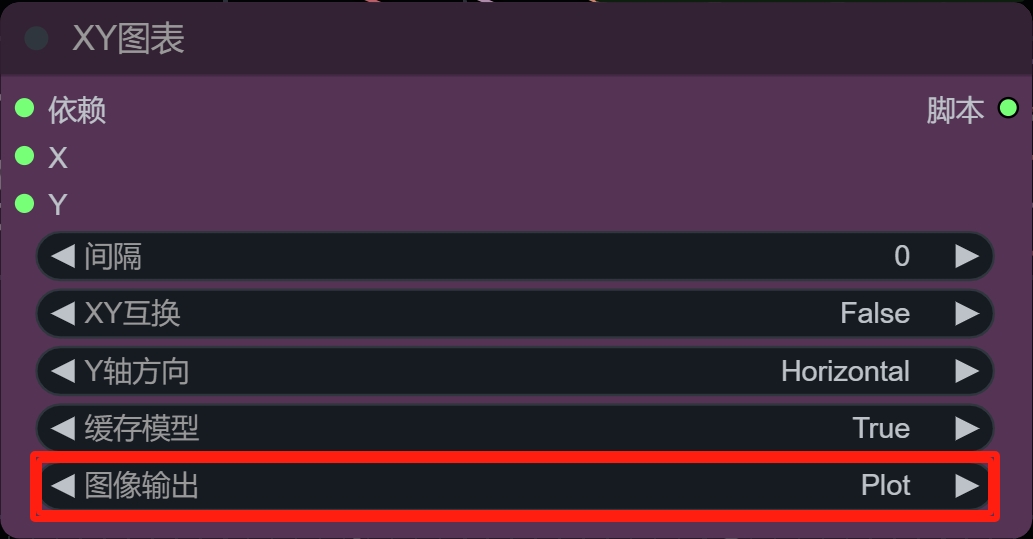 XY图表
依赖 脚本
X
Y
间隔 0
XY互换 False
Y轴方向 Horizontal
缓存模型 True
图像输出 Plot